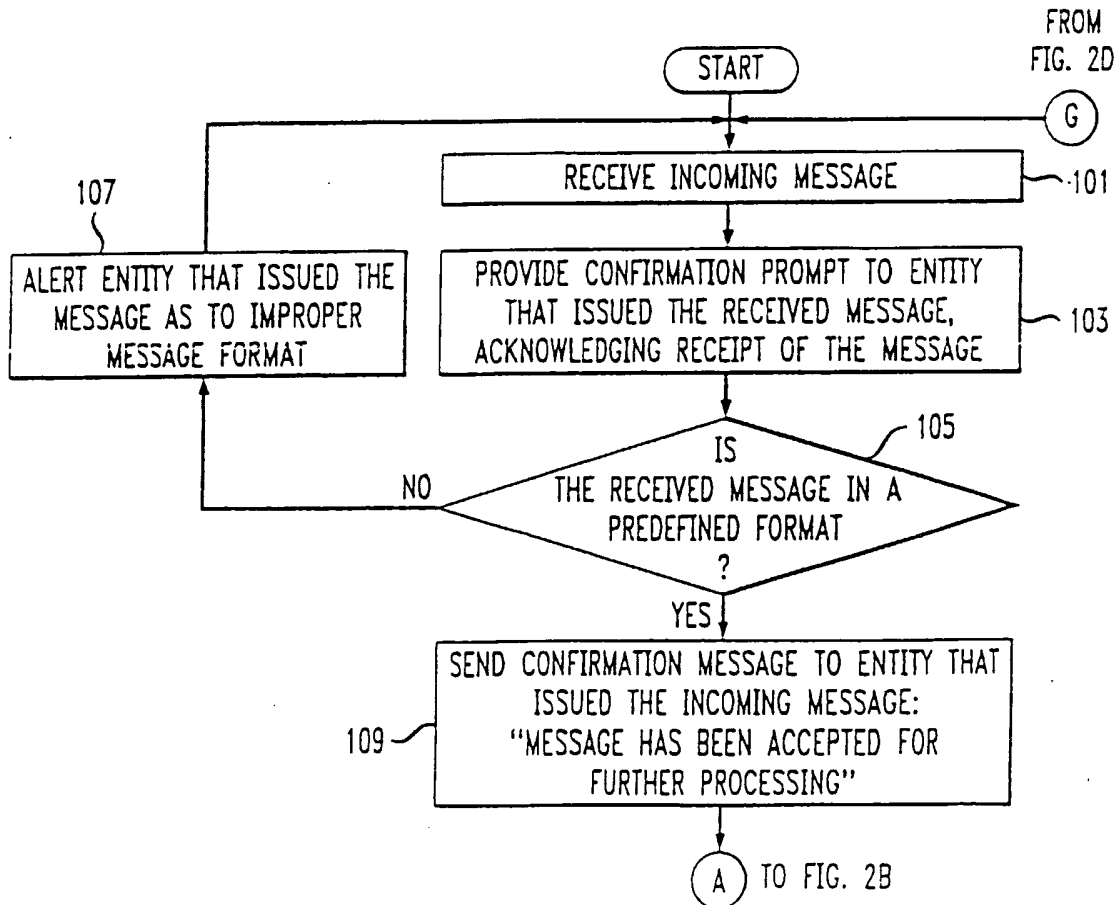 FROM
FIG. 2D
START
G
RECEIVE INCOMING MESSAGE
101
107
ALERT ENTITY THAT ISSUED THE
MESSAGE AS TO IMPROPER
MESSAGE FORMAT
PROVIDE CONFIRMATION PROMPT TO ENTITY
THAT ISSUED THE RECEIVED MESSAGE,
ACKNOWLEDGING RECEIPT OF THE MESSAGE
103
105
IS
THE RECEIVED MESSAGE IN A
PREDEFINED FORMAT
?
NO
YES
SEND CONFIRMATION MESSAGE TO ENTITY THAT
ISSUED THE INCOMING MESSAGE:
"MESSAGE HAS BEEN ACCEPTED FOR
FURTHER PROCESSING"
109
A
TO FIG. 2B